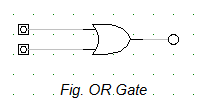 Fig. OR Gate